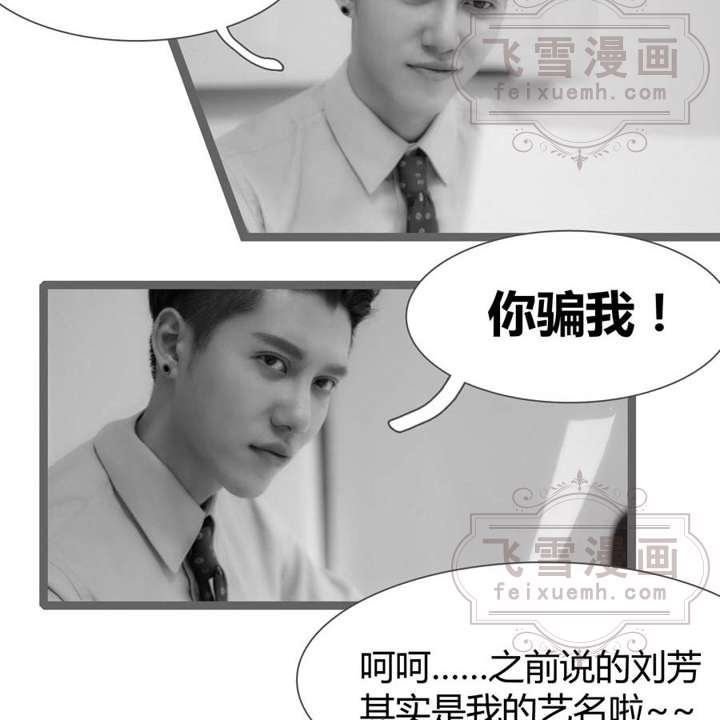 飞雪漫画
feixuemh.com
你骗我！
飞雪漫画
feixuemh.com
呵呵……之前说的刘芳
其实是我的艺名啦~~